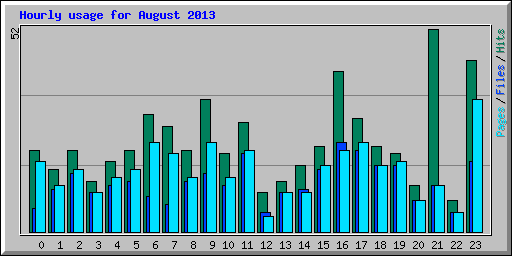 Hourly usage for August 2013
52
Pages/Files/Hits
0 1 2 3 4 5 6 7 8 9 10 11 12 13 14 15 16 17 18 19 20 21 22 23